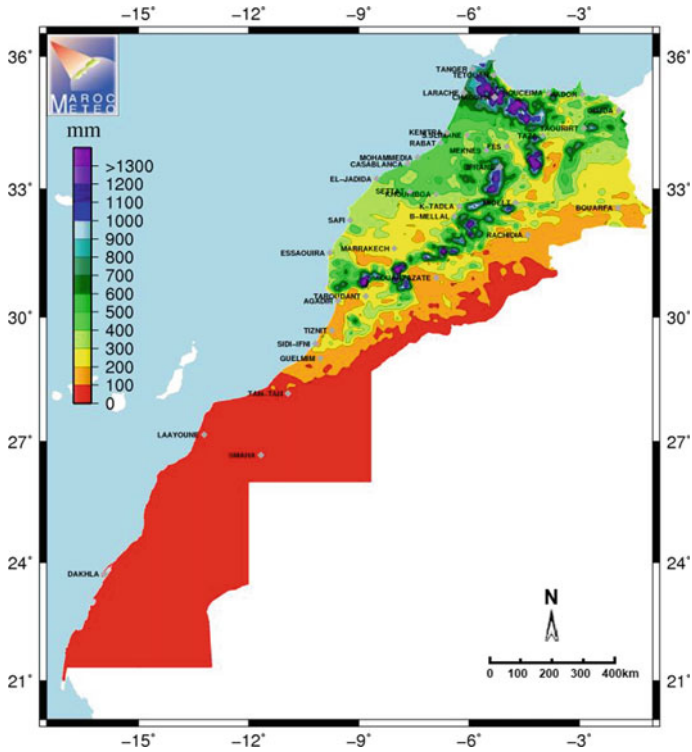 −15° −12° −9° −6° −3°
36°
33°
30°
27°
24°
21°
MAROC
METEO
mm
>1300
1200
1100
1000
900
800
700
600
500
400
300
200
100
0
TANGER
TETOUAN
LARACHE
NADOR
OUJDA
TAOURIRT
TAZA
KENITRA
S.SLIMANE
RABAT
FES
MEKNES
MOHAMMEDIA
CASABLANCA
IFRANE
EL−JADIDA
SETTAT
KHOURIBGA
K−TADLA
MIDELT
BOUARFA
SAFI
B−MELLAL
RACHIDIA
ESSAOUIRA
MARRAKECH
TAROUDANT
AGADIR
TIZNIT
SIDI−IFNI
GUELMIM
TAN−TAN
LAAYOUNE
SMARA
DAKHLA
N
0 100 200 300 400km
36°
33°
30°
27°
24°
21°
−15° −12° −9° −6° −3°